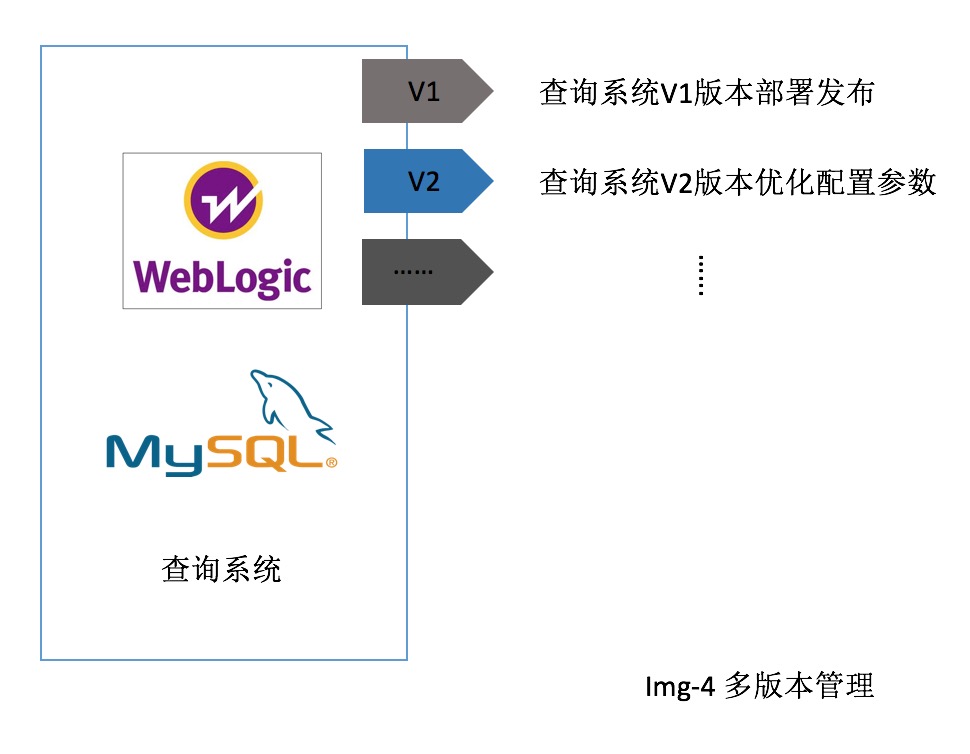 V1
查询系统V1版本部署发布
V2
查询系统V2版本优化配置参数
……
……
WebLogic
MySQL®
查询系统
Img-4 多版本管理